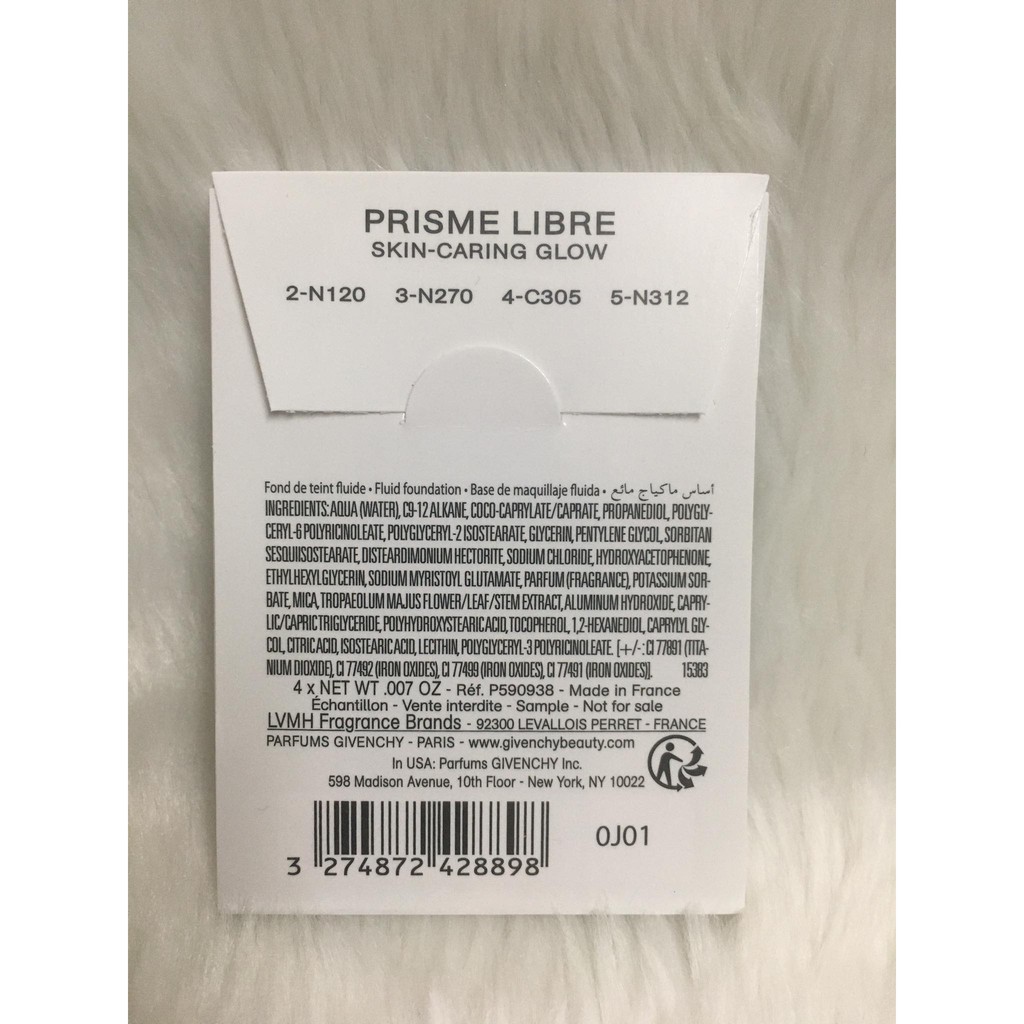 PRISME LIBRE
SKIN-CARING GLOW
2-N120 3-N270 4-C305 5-N312
Fond de teint fluide • Fluid foundation • Base de maquillaje fluida • أساس ماكياج مائع
INGREDIENTS: AQUA (WATER), C9-12 ALKANE, COCO-CAPRYLATE/CAPRATE, PROPANEDIOL, POLYGLY-
CERYL-6 POLYRICINOLEATE, POLYGLYCERYL-2 ISOSTEARATE, GLYCERIN, PENTYLENE GLYCOL, SORBITAN
SESQUIISOSTEARATE, DISTEARDIMONIUM HECTORITE, SODIUM CHLORIDE, HYDROXYACETOPHENONE,
ETHYLHEXYLGLYCERIN, SODIUM MYRISTOYL GLUTAMATE, PARFUM (FRAGRANCE), POTASSIUM SOR-
BATE, MICA, TROPAEOLUM MAJUS FLOWER/LEAF/STEM EXTRACT, ALUMINUM HYDROXIDE, CAPRY-
LIC/CAPRIC TRIGLYCERIDE, POLYHYDROXYSTEARIC ACID, TOCOPHEROL, 1,2-HEXANEDIOL, CAPRYLYL GLY-
COL, CITRIC ACID, ISOSTEARIC ACID, LECITHIN, POLYGLYCERYL-3 POLYRICINOLEATE. [+/-: CI 77891 (TITA-
NIUM DIOXIDE), CI 77492 (IRON OXIDES), CI 77499 (IRON OXIDES), CI 77491 (IRON OXIDES)]. 15383
4 x NET WT .007 OZ - Réf. P590938 - Made in France
Échantillon - Vente interdite - Sample - Not for sale
LVMH Fragrance Brands - 92300 LEVALLOIS PERRET - FRANCE
PARFUMS GIVENCHY - PARIS - www.givenchybeauty.com
In USA: Parfums GIVENCHY Inc.
598 Madison Avenue, 10th Floor - New York, NY 10022
0J01
3 274872 428898